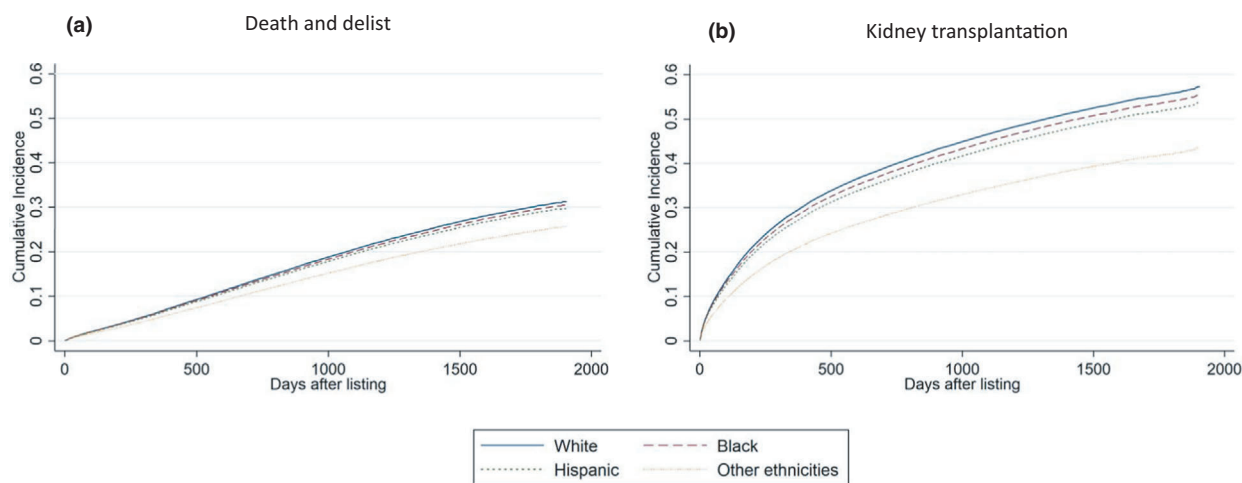 (a) Death and delist
Cumulative Incidence
0.6
0.5
0.4
0.3
0.2
0.1
0
0 500 1000 1500 2000
Days after listing
(b) Kidney transplantation
Cumulative Incidence
0.6
0.5
0.4
0.3
0.2
0.1
0
0 500 1000 1500 2000
Days after listing
White Black
Hispanic Other ethnicities